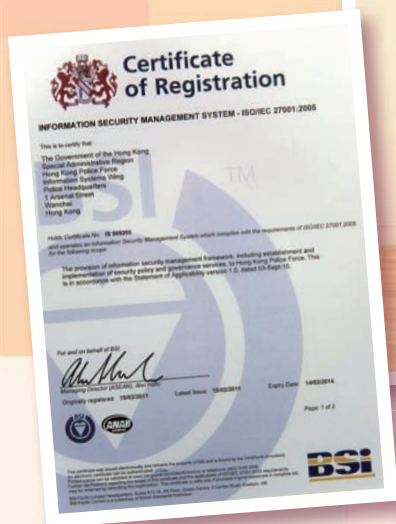 Certificate
of Registration
INFORMATION SECURITY MANAGEMENT SYSTEM - ISO/IEC 27001:2005
This is to certify that
The Government of the Hong Kong
Special Administrative Region
Hong Kong Police Force
Information Systems Wing
Police Headquarters
1 Arsenal Street
Wanchai
Hong Kong
Holds Certificate No: IS
and operates an Information Security Management System which complies with the requirements of ISO/IEC 27001:2005
for the following scope:
The provision of information security management framework, including establishment and
implementation of security policy and governance services, to Hong Kong Police Force. This
is in accordance with the Statement of Applicability version 1.0, dated 03-Sept-10.
BSI
TM
For and on behalf of BSI:
Managing Director (ASEAN),
Originally registered: 15/02/2011 Latest Issue: 15/02/2011 Expiry Date: 14/02/2014
Page: 1 of 2
ANAB
BSi